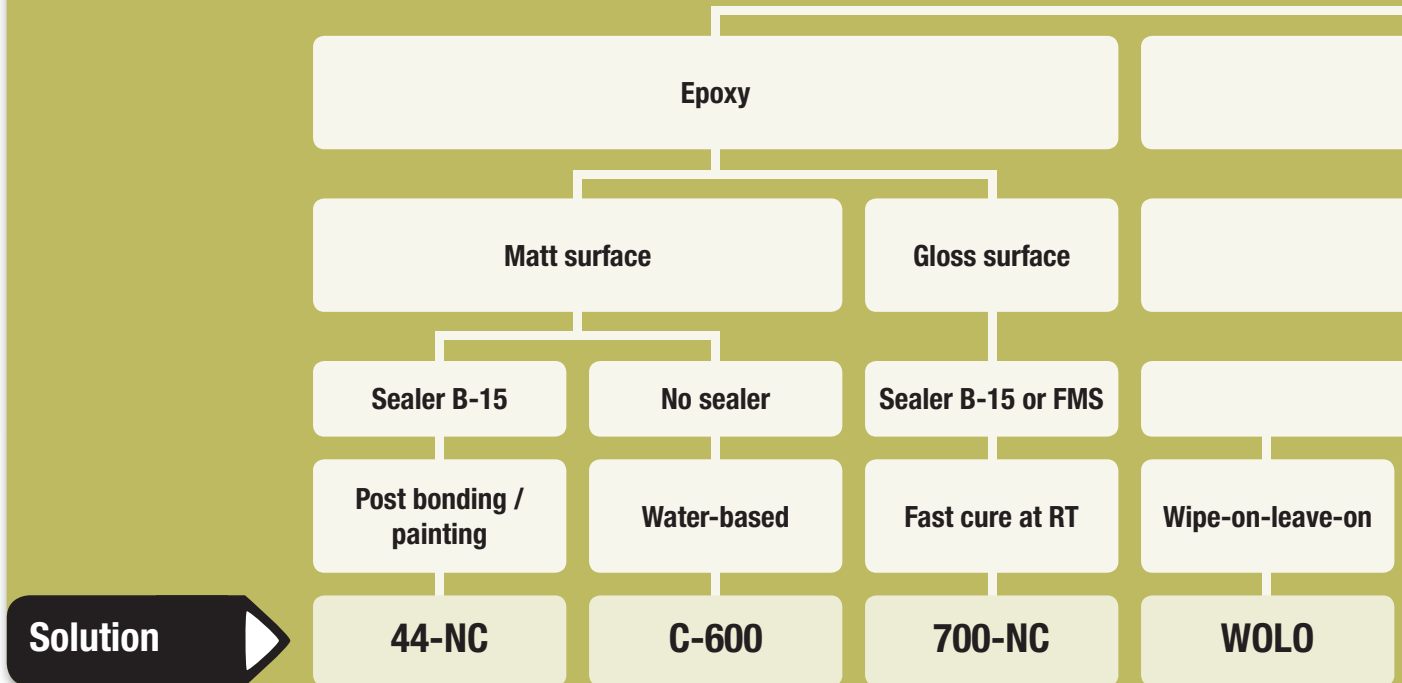 Epoxy
Matt surface
Gloss surface
Sealer B-15
No sealer
Sealer B-15 or FMS
Post bonding /
painting
Water-based
Fast cure at RT
Wipe-on-leave-on
Solution
44-NC
C-600
700-NC
WOLO